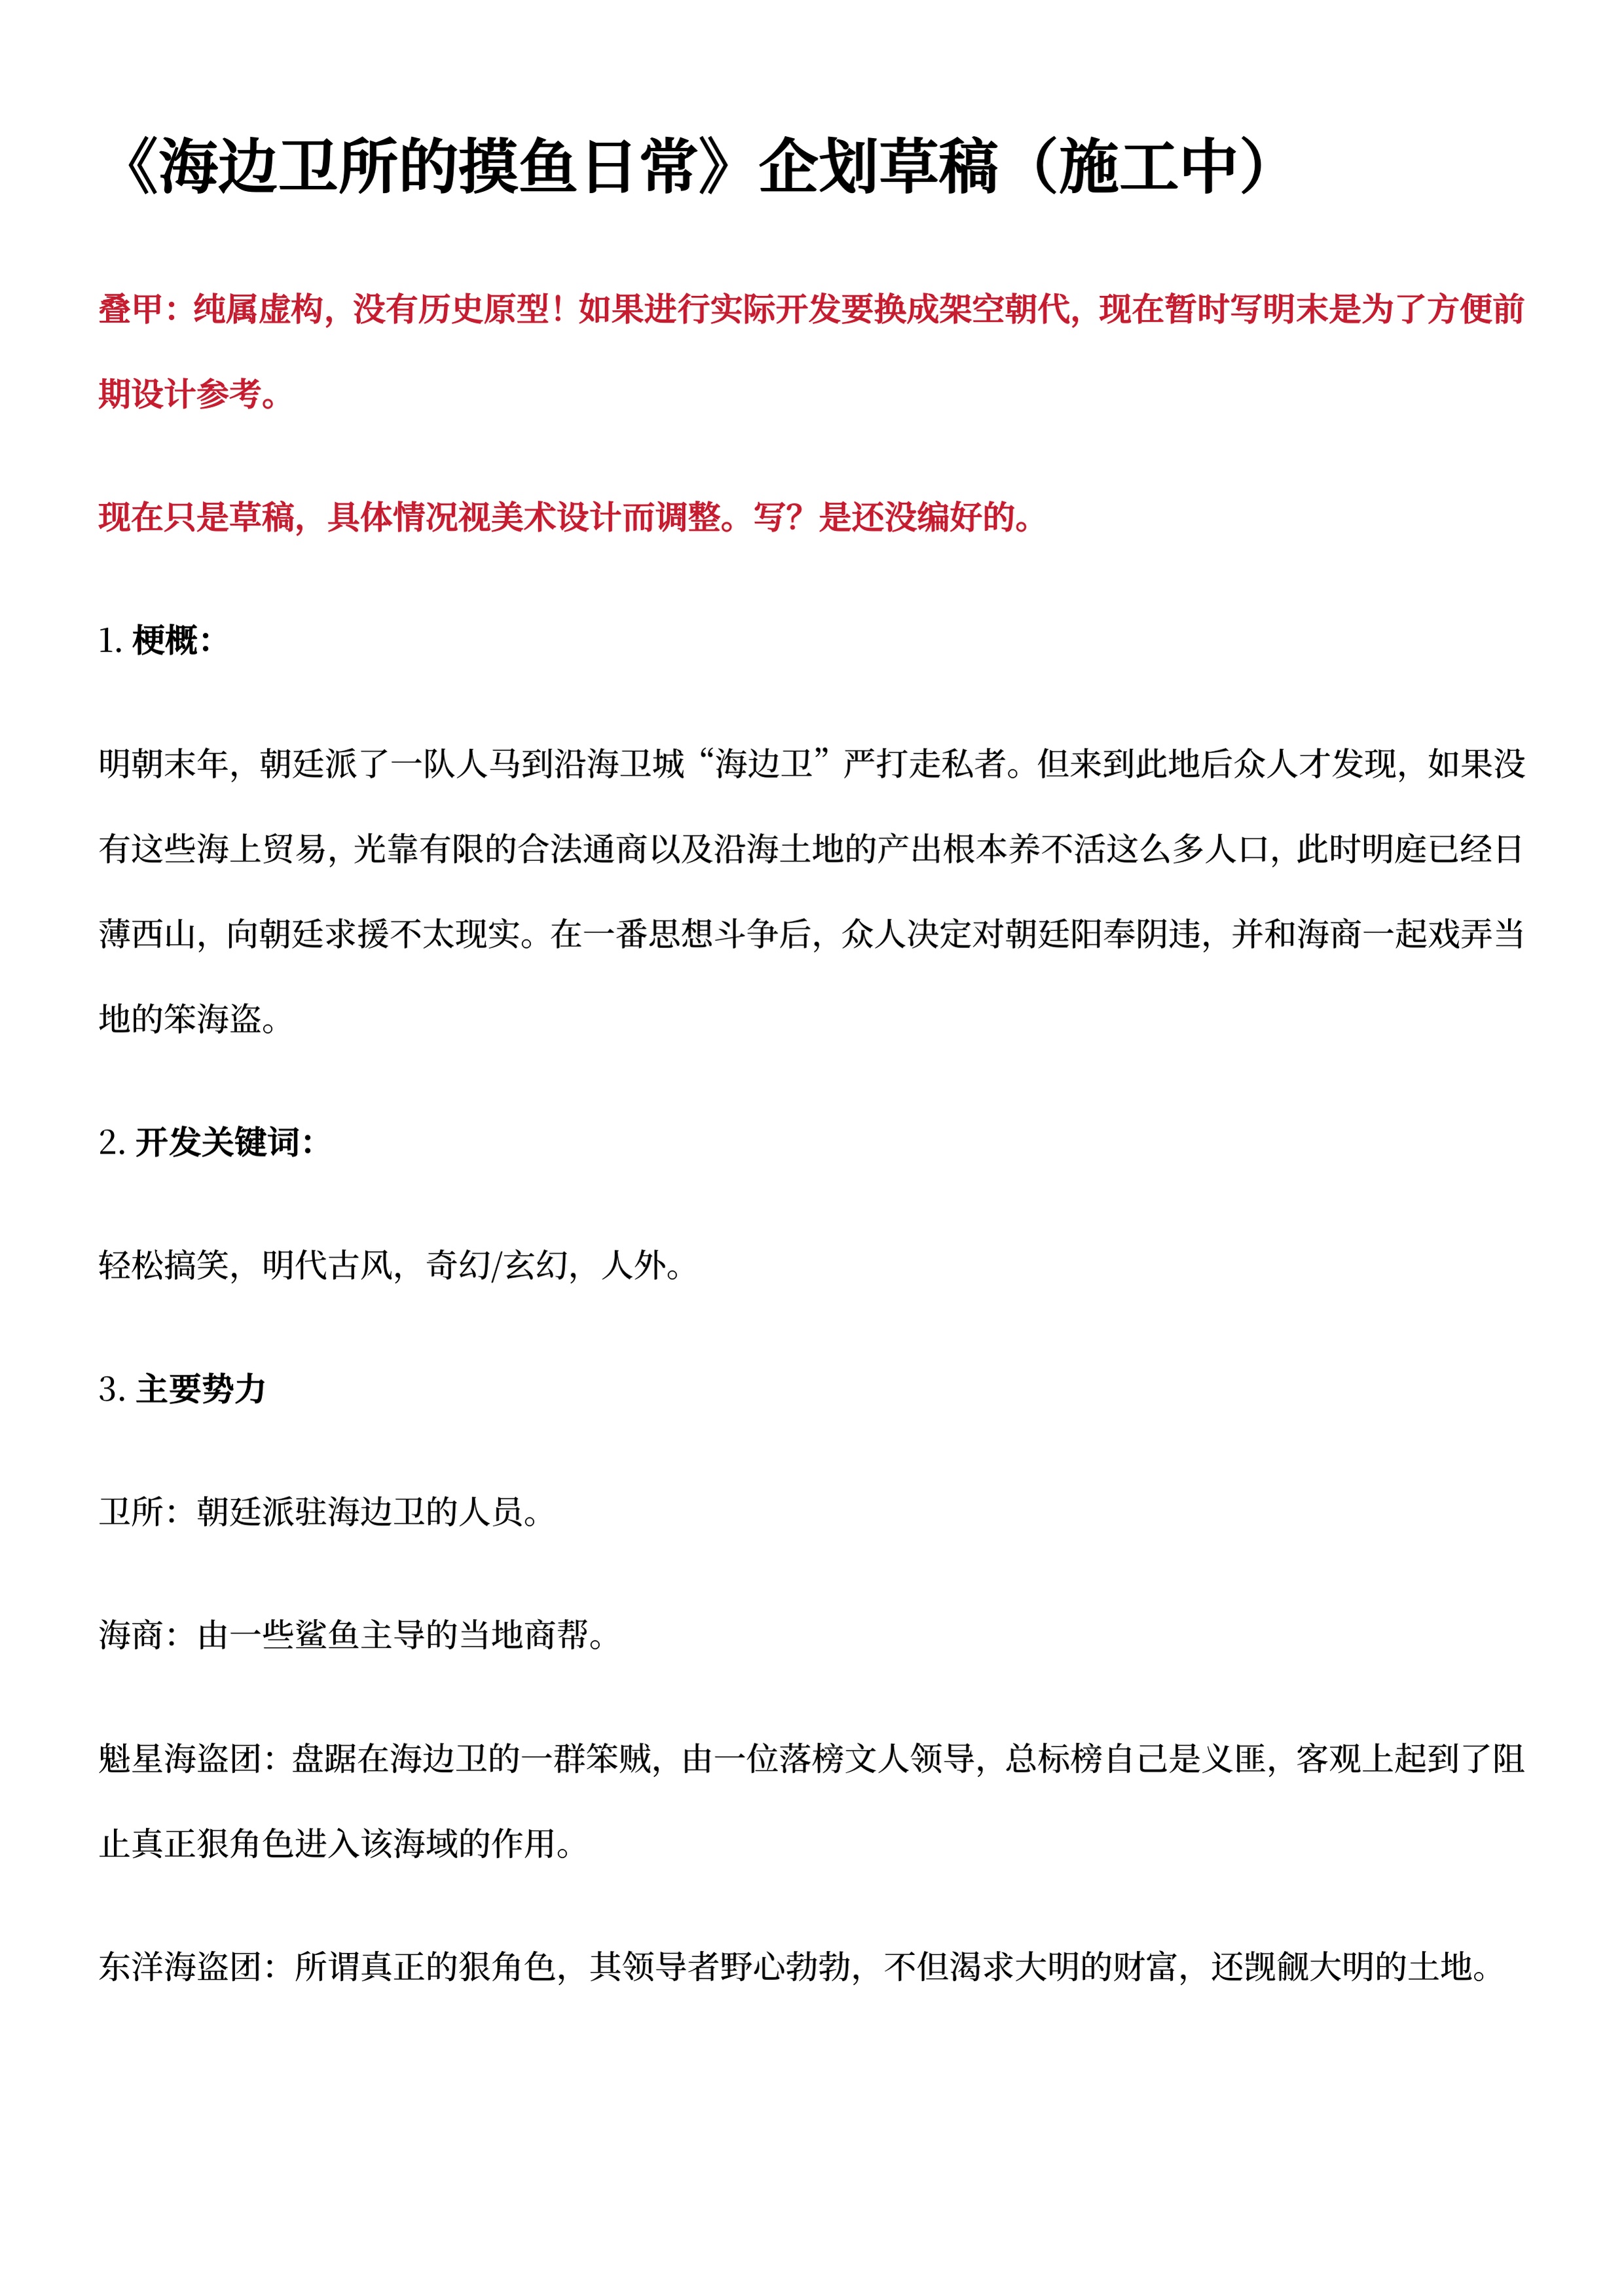 《海边卫所的摸鱼日常》企划草稿（施工中）
叠甲：纯属虚构，没有历史原型！如果进行实际开发要换成架空朝代，现在暂时写明末是为了方便前
期设计参考。
现在只是草稿，具体情况视美术设计而调整。写？是还没编好的。
1. 梗概：
明朝末年，朝廷派了一队人马到沿海卫城“海边卫”严打走私者。但来到此地后众人才发现，如果没
有这些海上贸易，光靠有限的合法通商以及沿海土地的产出根本养不活这么多人口，此时明庭已经日
薄西山，向朝廷求援不太现实。在一番思想斗争后，众人决定对朝廷阳奉阴违，并和海商一起戏弄当
地的笨海盗。
2. 开发关键词：
轻松搞笑，明代古风，奇幻/玄幻，人外。
3. 主要势力
卫所：朝廷派驻海边卫的人员。
海商：由一些鲨鱼主导的当地商帮。
魁星海盗团：盘踞在海边卫的一群笨贼，由一位落榜文人领导，总标榜自己是义匪，客观上起到了阻
止真正狠角色进入该海域的作用。
东洋海盗团：所谓真正的狠角色，其领导者野心勃勃，不但渴求大明的财富，还觊觎大明的土地。